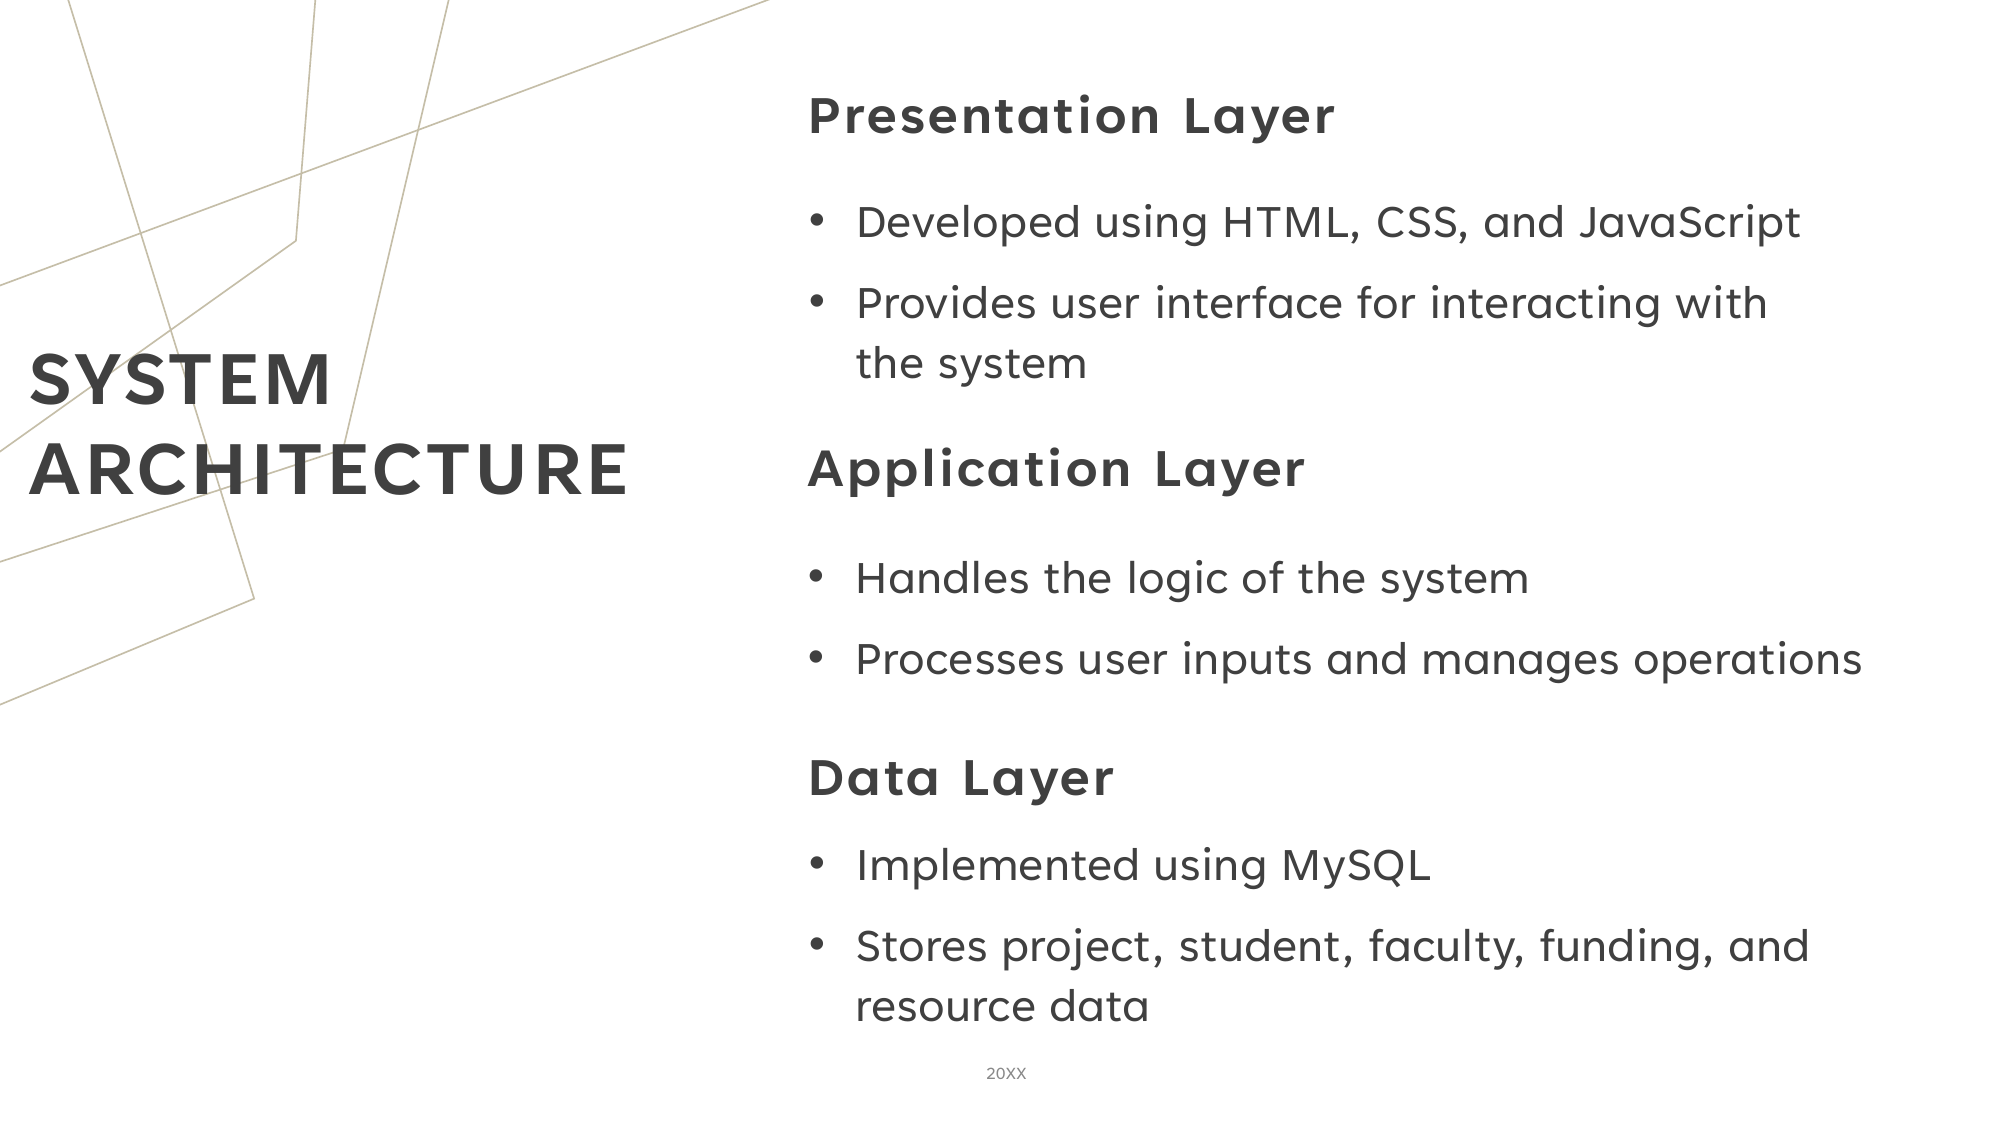 SYSTEM
ARCHITECTURE
Presentation Layer
• Developed using HTML, CSS, and JavaScript
• Provides user interface for interacting with
the system
Application Layer
• Handles the logic of the system
• Processes user inputs and manages operations
Data Layer
• Implemented using MySQL
• Stores project, student, faculty, funding, and
resource data
20XX